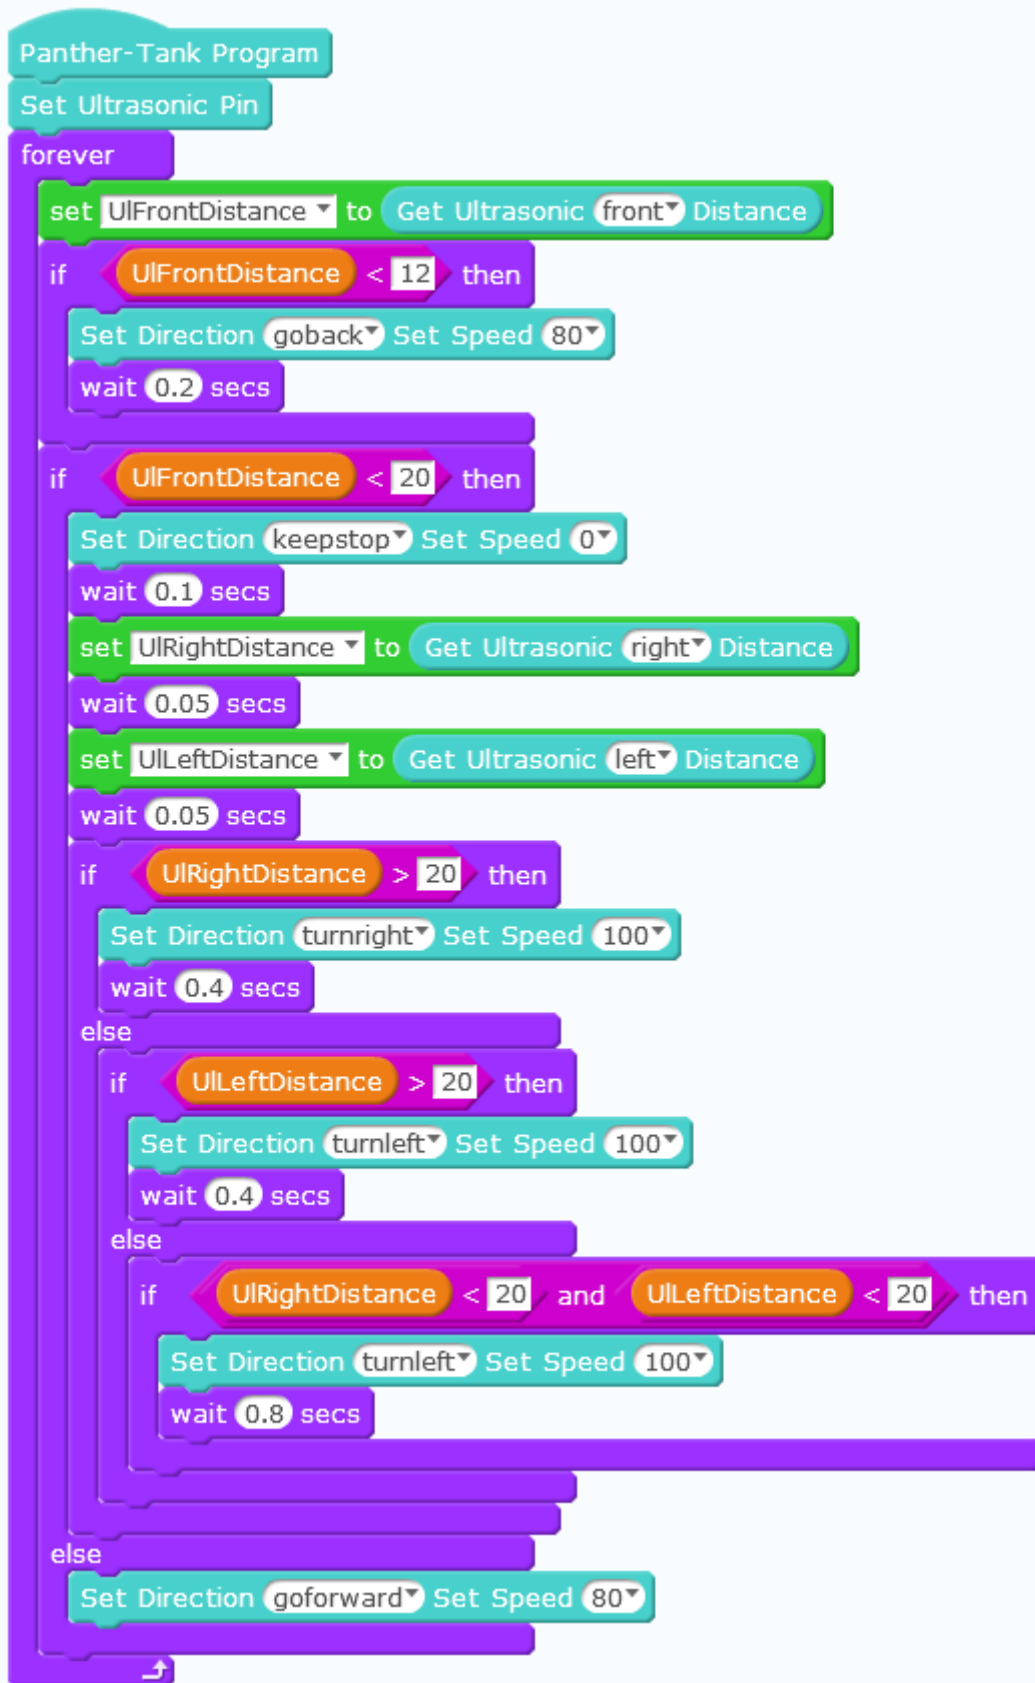 Panther-Tank Program
Set Ultrasonic Pin
forever
set UlFrontDistance to Get Ultrasonic front Distance
if UlFrontDistance < 12 then
Set Direction goback Set Speed 80
wait 0.2 secs
if UlFrontDistance < 20 then
Set Direction keepstop Set Speed 0
wait 0.1 secs
set UlRightDistance to Get Ultrasonic right Distance
wait 0.05 secs
set UlLeftDistance to Get Ultrasonic left Distance
wait 0.05 secs
if UlRightDistance > 20 then
Set Direction turnright Set Speed 100
wait 0.4 secs
else
if UlLeftDistance > 20 then
Set Direction turnleft Set Speed 100
wait 0.4 secs
else
if UlRightDistance < 20 and UlLeftDistance < 20 then
Set Direction turnleft Set Speed 100
wait 0.8 secs
else
Set Direction goforward Set Speed 80